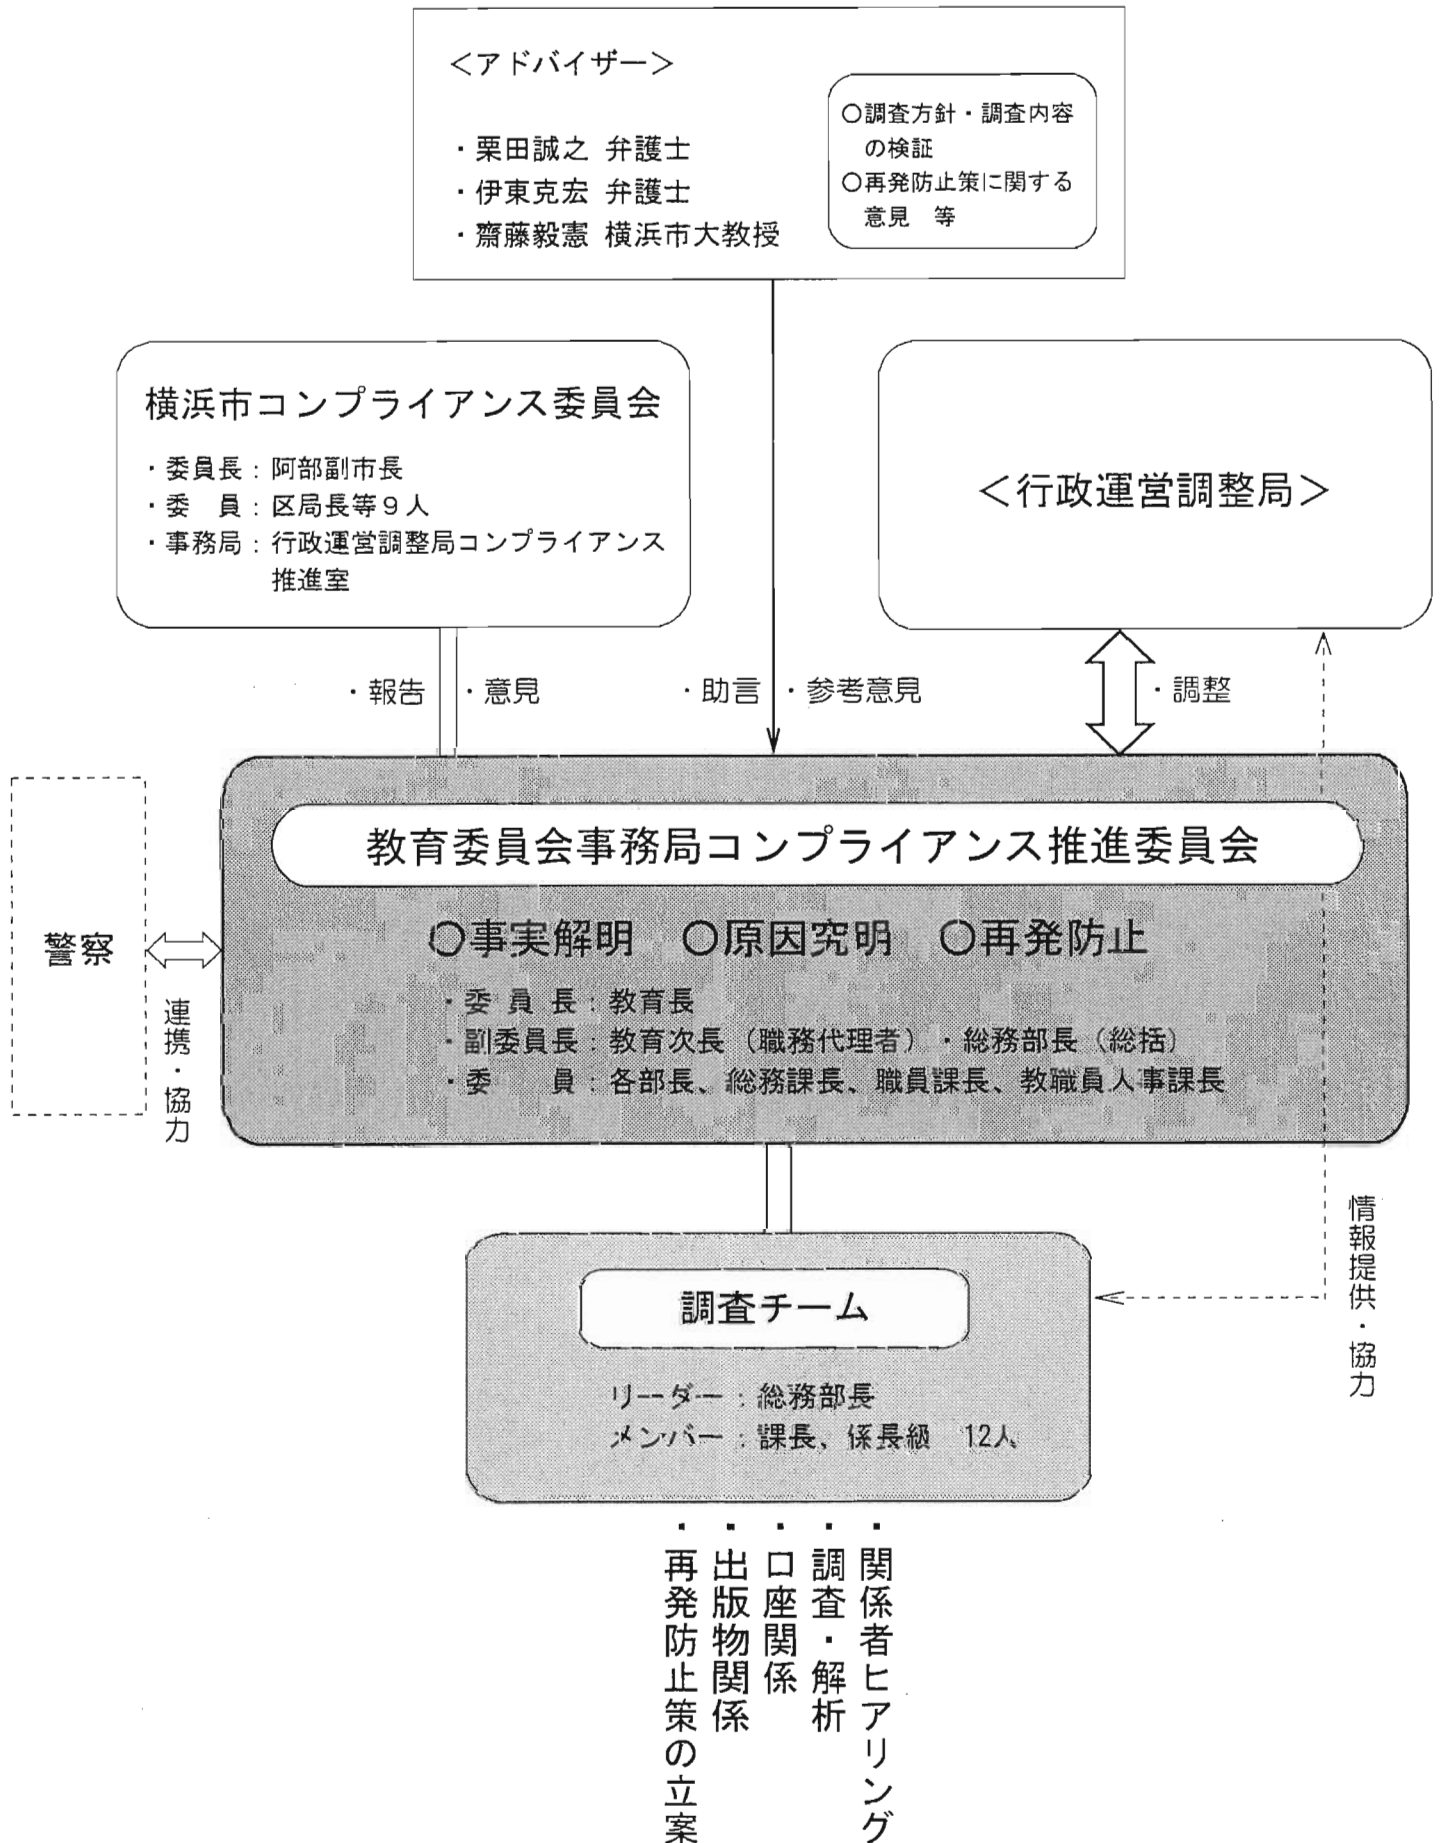 ＜アドバイザー＞
・栗田誠之 弁護士
・伊東克宏 弁護士
・齋藤毅憲 横浜市大教授
○調査方針・調査内容
の検証
○再発防止策に関する
意見　等
横浜市コンプライアンス委員会
・委員長：阿部副市長
・委　員：区局長等９人
・事務局：行政運営調整局コンプライアンス
推進室
＜行政運営調整局＞
・報告
・意見
・助言
・参考意見
・調整
警察
連携・協力
教育委員会事務局コンプライアンス推進委員会
○事実解明　○原因究明　○再発防止
・委 員 長：教育長
・副委員長：教育次長（職務代理者）・総務部長（総括）
・委　　員：各部長、総務課長、職員課長、教職員人事課長
情報提供・協力
調査チーム
リーダー：総務部長
メンバー：課長、係長級　12人
・関係者ヒアリング
・調査・解析
・口座関係
・出版物関係
・再発防止策の立案